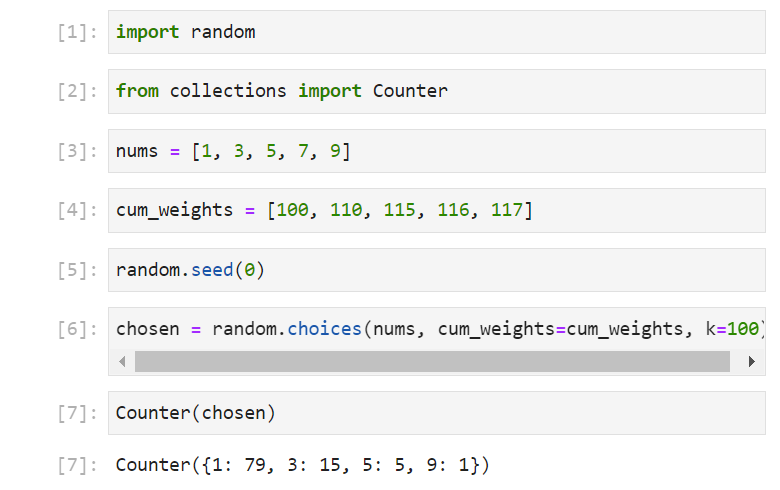 [1]: import random
[2]: from collections import Counter
[3]: nums = [1, 3, 5, 7, 9]
[4]: cum_weights = [100, 110, 115, 116, 117]
[5]: random.seed(0)
[6]: chosen = random.choices(nums, cum_weights=cum_weights, k=100)
[7]: Counter(chosen)
[7]: Counter({1: 79, 3: 15, 5: 5, 9: 1})